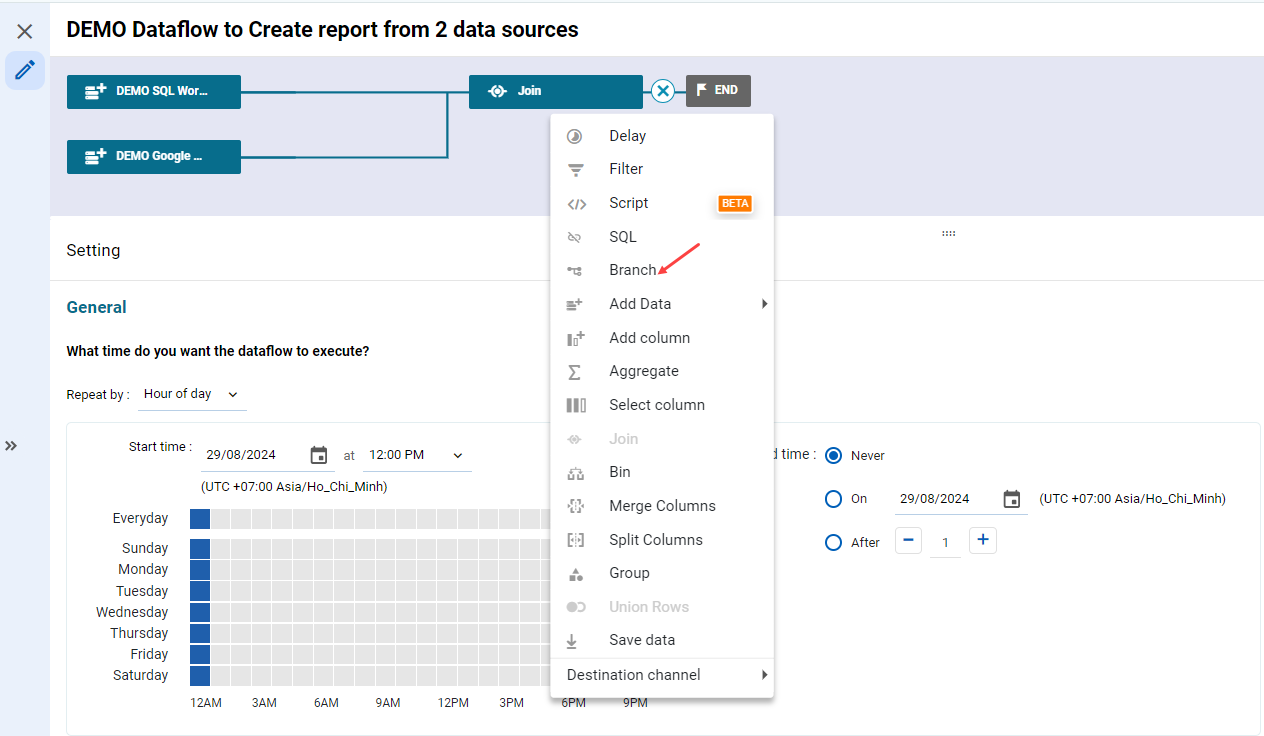 DEMO Dataflow to Create report from 2 data sources
DEMO SQL Wor...
Join
END
DEMO Google ...
Delay
Filter
Script
BETA
SQL
Branch
Add Data
Add column
Aggregate
Select column
Join
Bin
Merge Columns
Split Columns
Group
Union Rows
Save data
Destination channel
Setting
General
What time do you want the dataflow to execute?
Repeat by :
Hour of day
Start time :
29/08/2024
at
12:00 PM
(UTC +07:00 Asia/Ho_Chi_Minh)
d time :
Never
On
29/08/2024
(UTC +07:00 Asia/Ho_Chi_Minh)
After
1
Everyday
Sunday
Monday
Tuesday
Wednesday
Thursday
Friday
Saturday
12AM 3AM 6AM 9AM 12PM 3PM 6PM 9PM